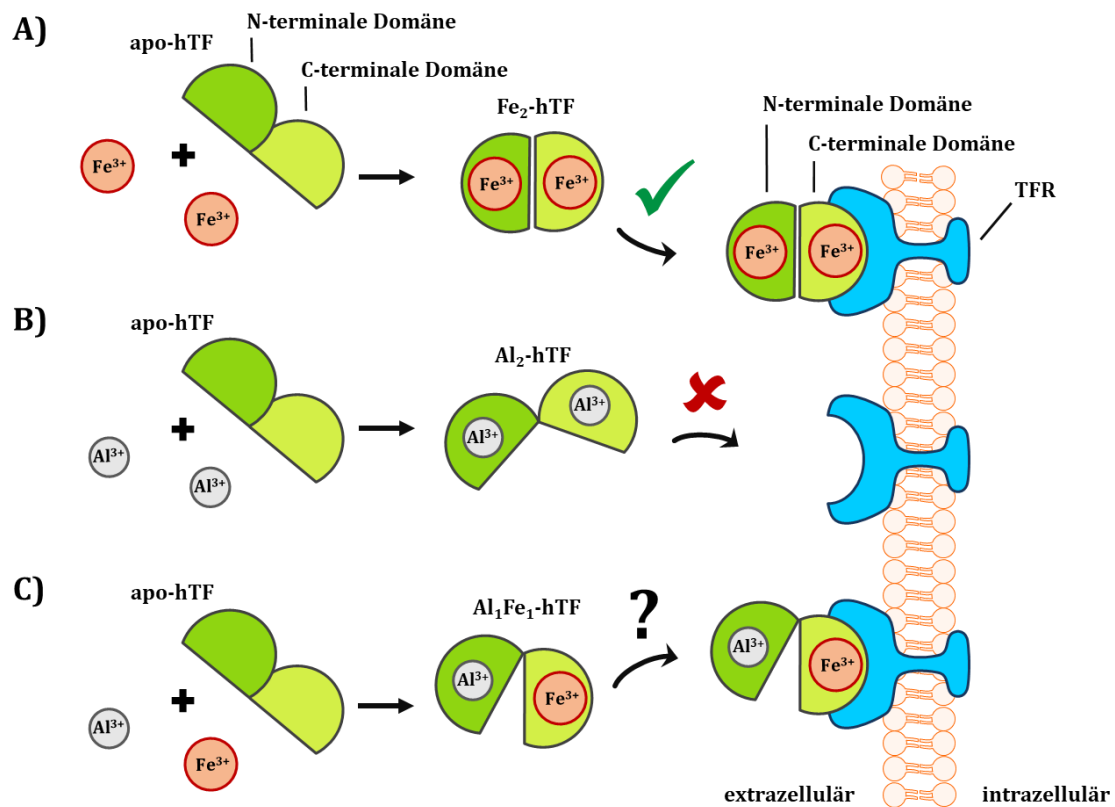 A)
apo-hTF
N-terminale Domäne
C-terminale Domäne
Fe³⁺
+
Fe³⁺
Fe₂-hTF
Fe³⁺ Fe³⁺
N-terminale Domäne
C-terminale Domäne
TFR
Fe³⁺ Fe³⁺
B)
apo-hTF
Al³⁺
+
Al³⁺
Al₂-hTF
Al³⁺ Al³⁺
C)
apo-hTF
Al³⁺
+
Fe³⁺
Al₁Fe₁-hTF
Al³⁺ Fe³⁺
?
Al³⁺ Fe³⁺
extrazellulär
intrazellulär